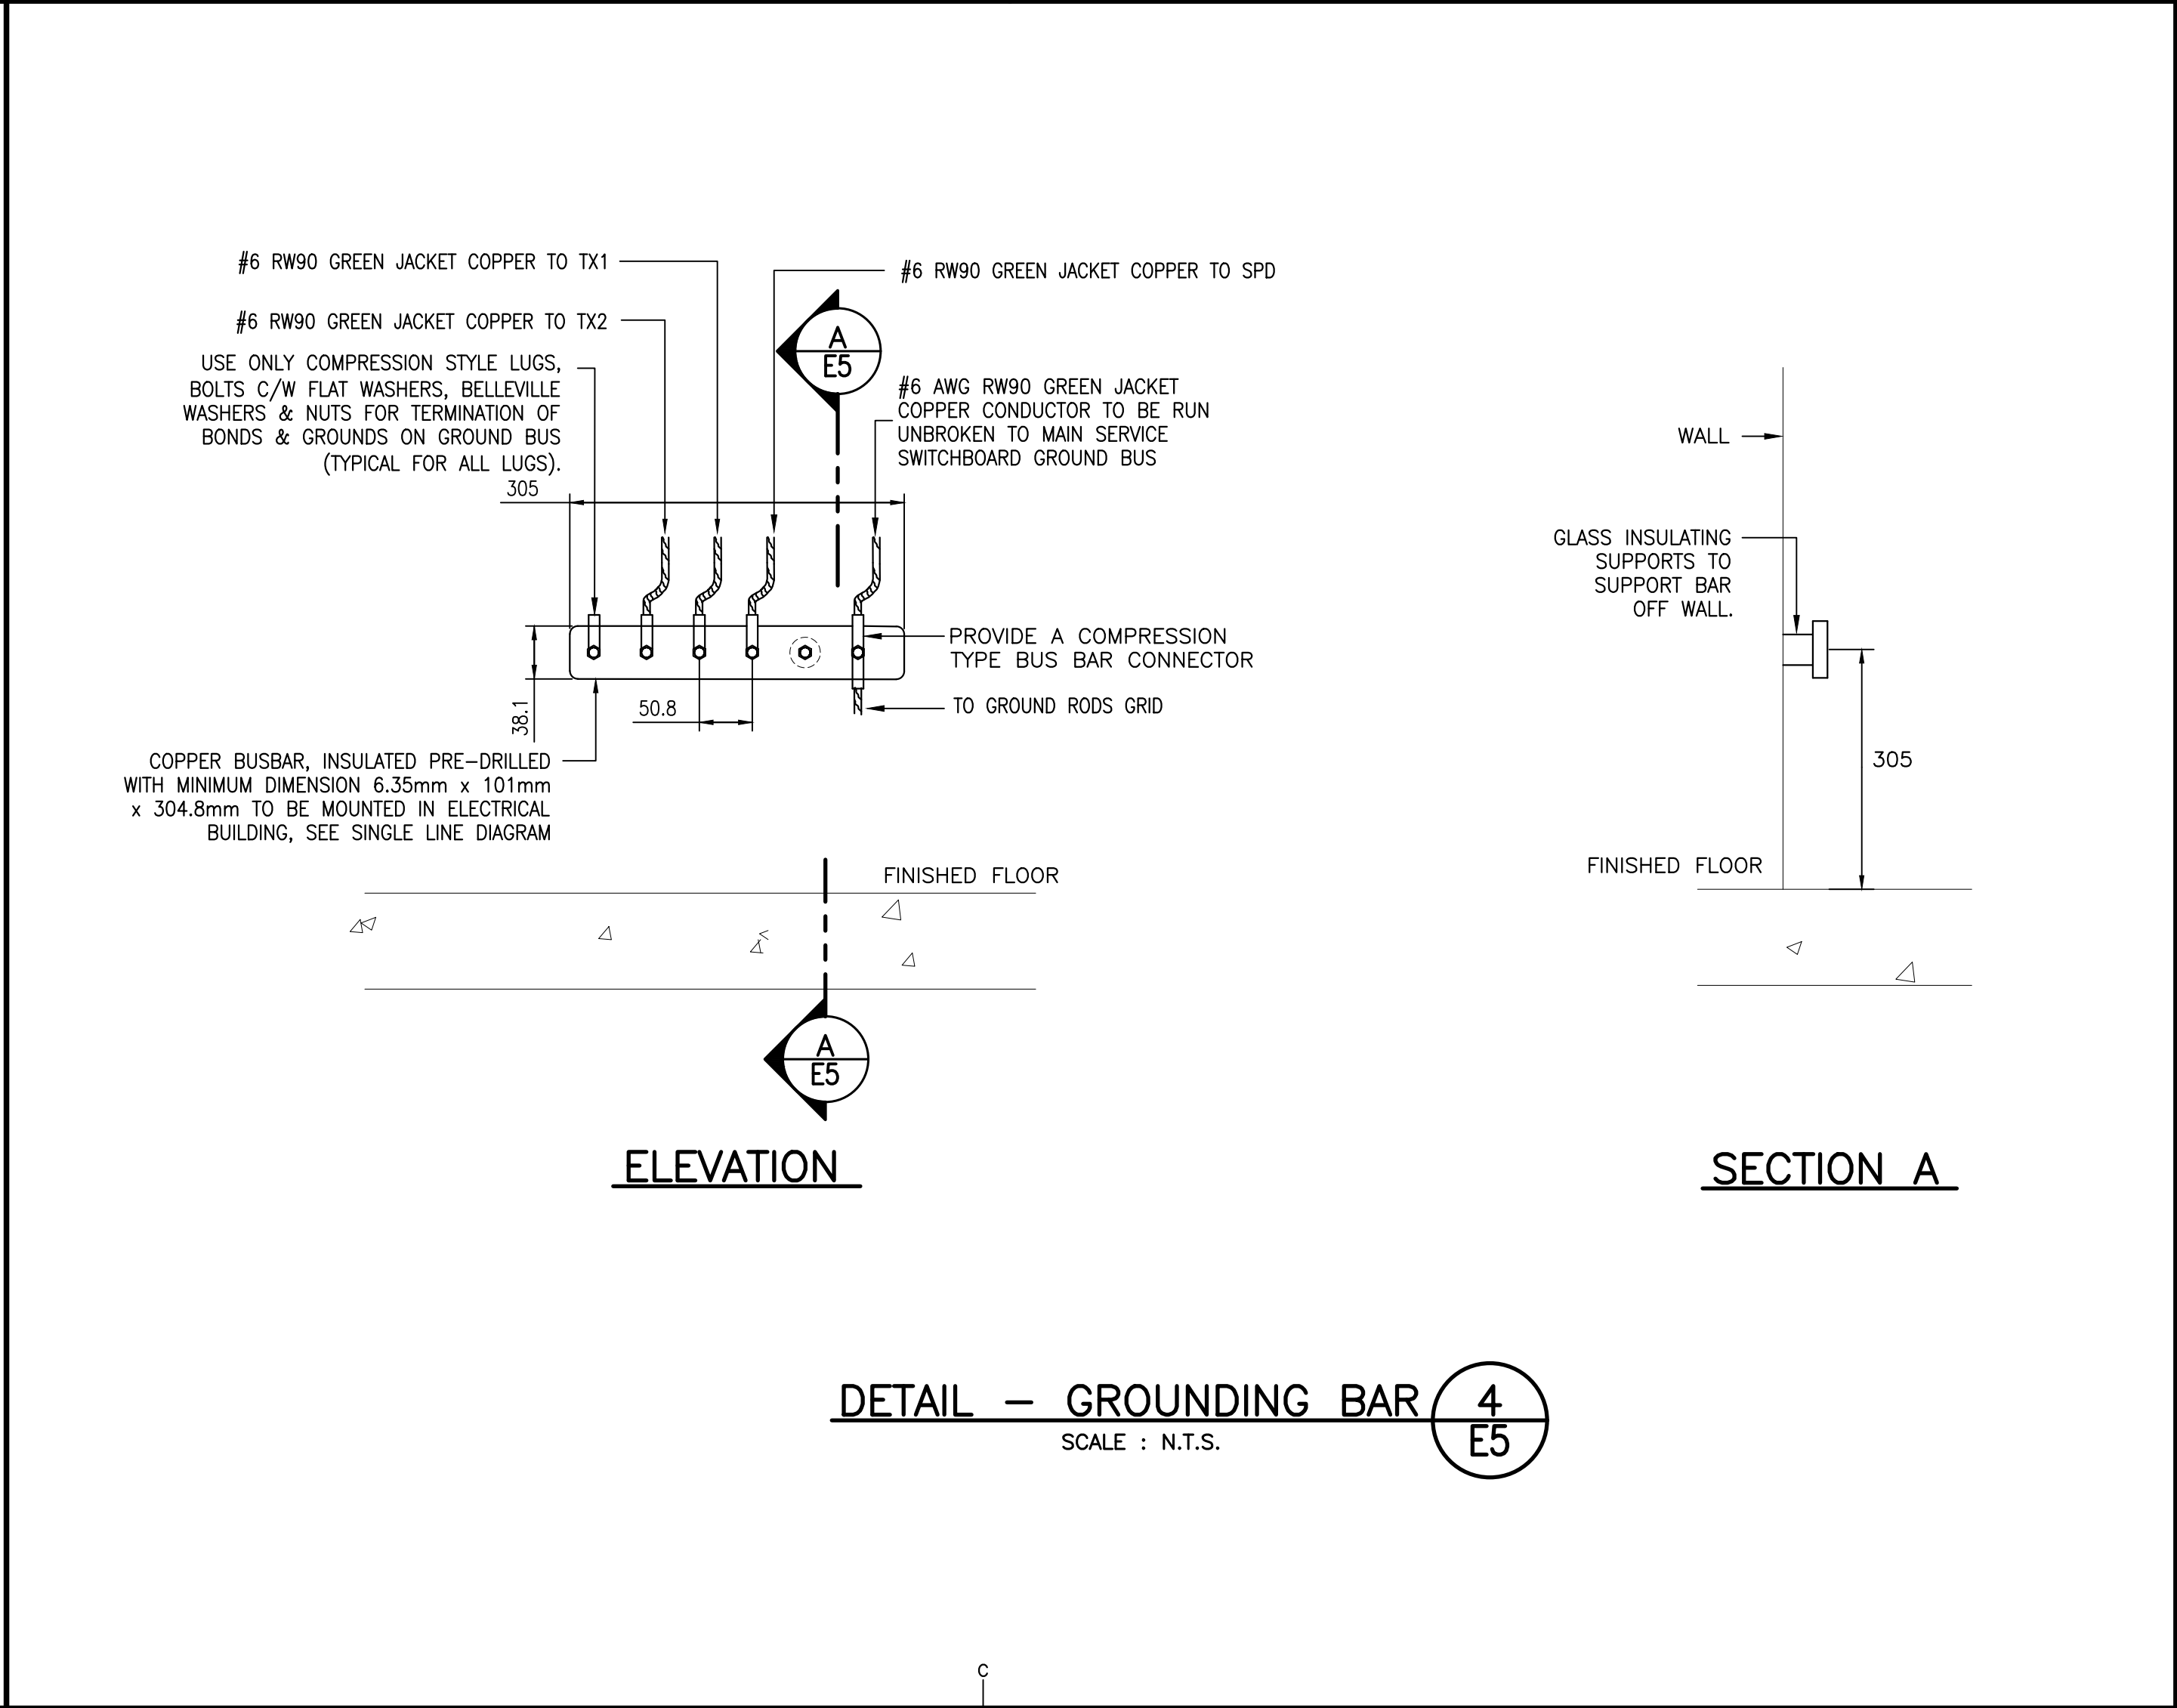 #6 RW90 GREEN JACKET COPPER TO TX1
#6 RW90 GREEN JACKET COPPER TO TX2
USE ONLY COMPRESSION STYLE LUGS,
BOLTS C/W FLAT WASHERS, BELLEVILLE
WASHERS & NUTS FOR TERMINATION OF
BONDS & GROUNDS ON GROUND BUS
(TYPICAL FOR ALL LUGS).
305
#6 RW90 GREEN JACKET COPPER TO SPD
A
E5
#6 AWG RW90 GREEN JACKET
COPPER CONDUCTOR TO BE RUN
UNBROKEN TO MAIN SERVICE
SWITCHBOARD GROUND BUS
PROVIDE A COMPRESSION
TYPE BUS BAR CONNECTOR
TO GROUND RODS GRID
50.8
38.1
COPPER BUSBAR, INSULATED PRE-DRILLED
WITH MINIMUM DIMENSION 6.35mm x 101mm
x 304.8mm TO BE MOUNTED IN ELECTRICAL
BUILDING, SEE SINGLE LINE DIAGRAM
FINISHED FLOOR
A
E5
ELEVATION
WALL
GLASS INSULATING
SUPPORTS TO
SUPPORT BAR
OFF WALL.
305
FINISHED FLOOR
SECTION A
DETAIL - GROUNDING BAR
SCALE : N.T.S.
4
E5
C